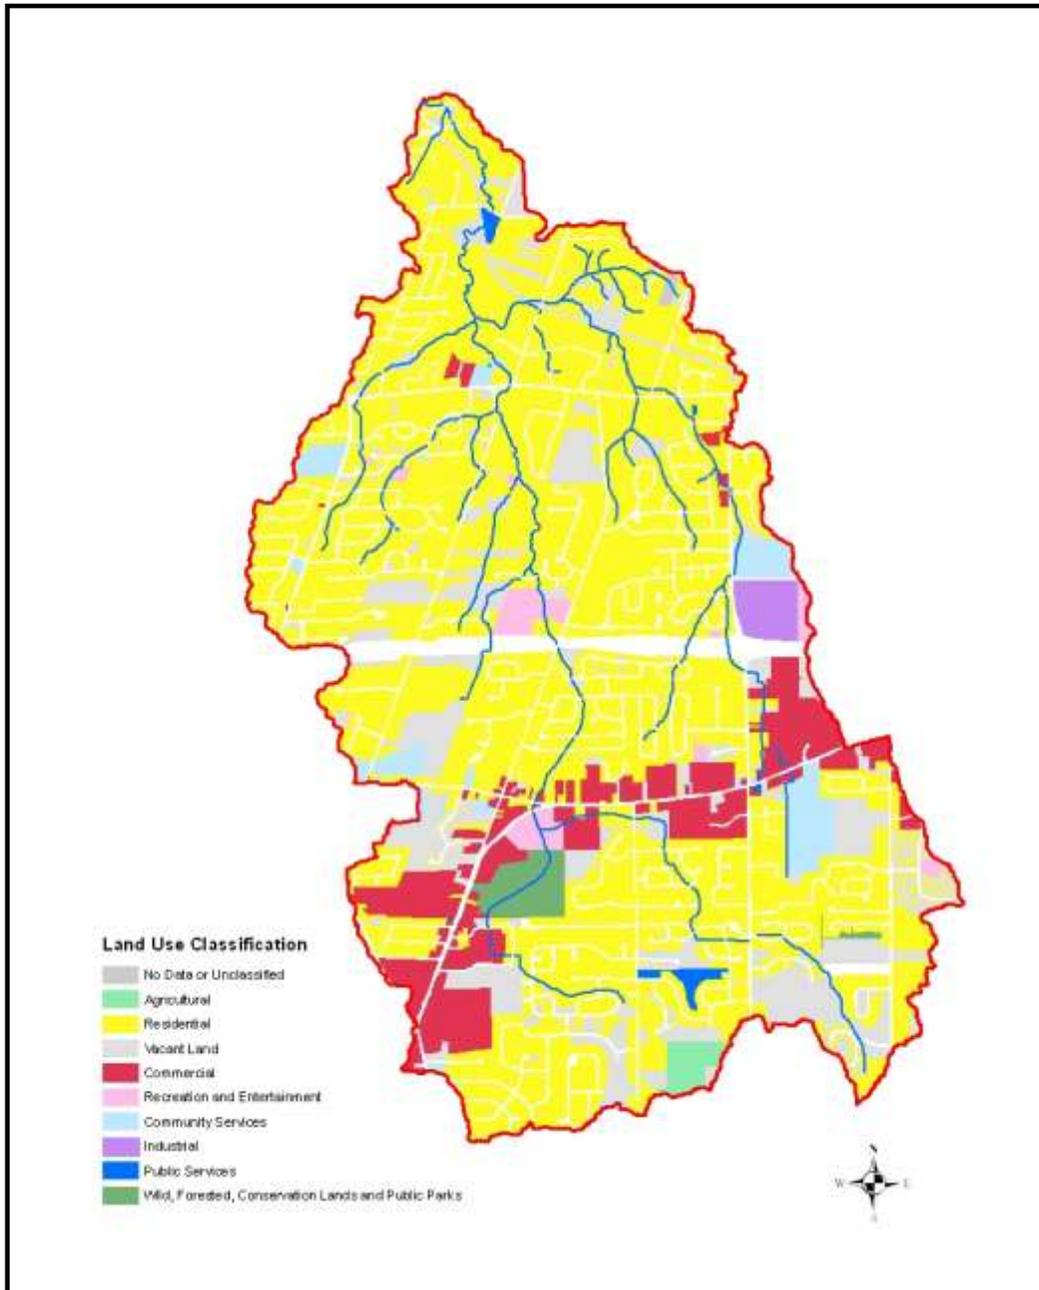 Land Use Classification
No Data or Unclassified
Agricultural
Residential
Vacant Land
Commercial
Recreation and Entertainment
Community Services
Industrial
Public Services
Wild, Forested, Conservation Lands and Public Parks
N
W E
S